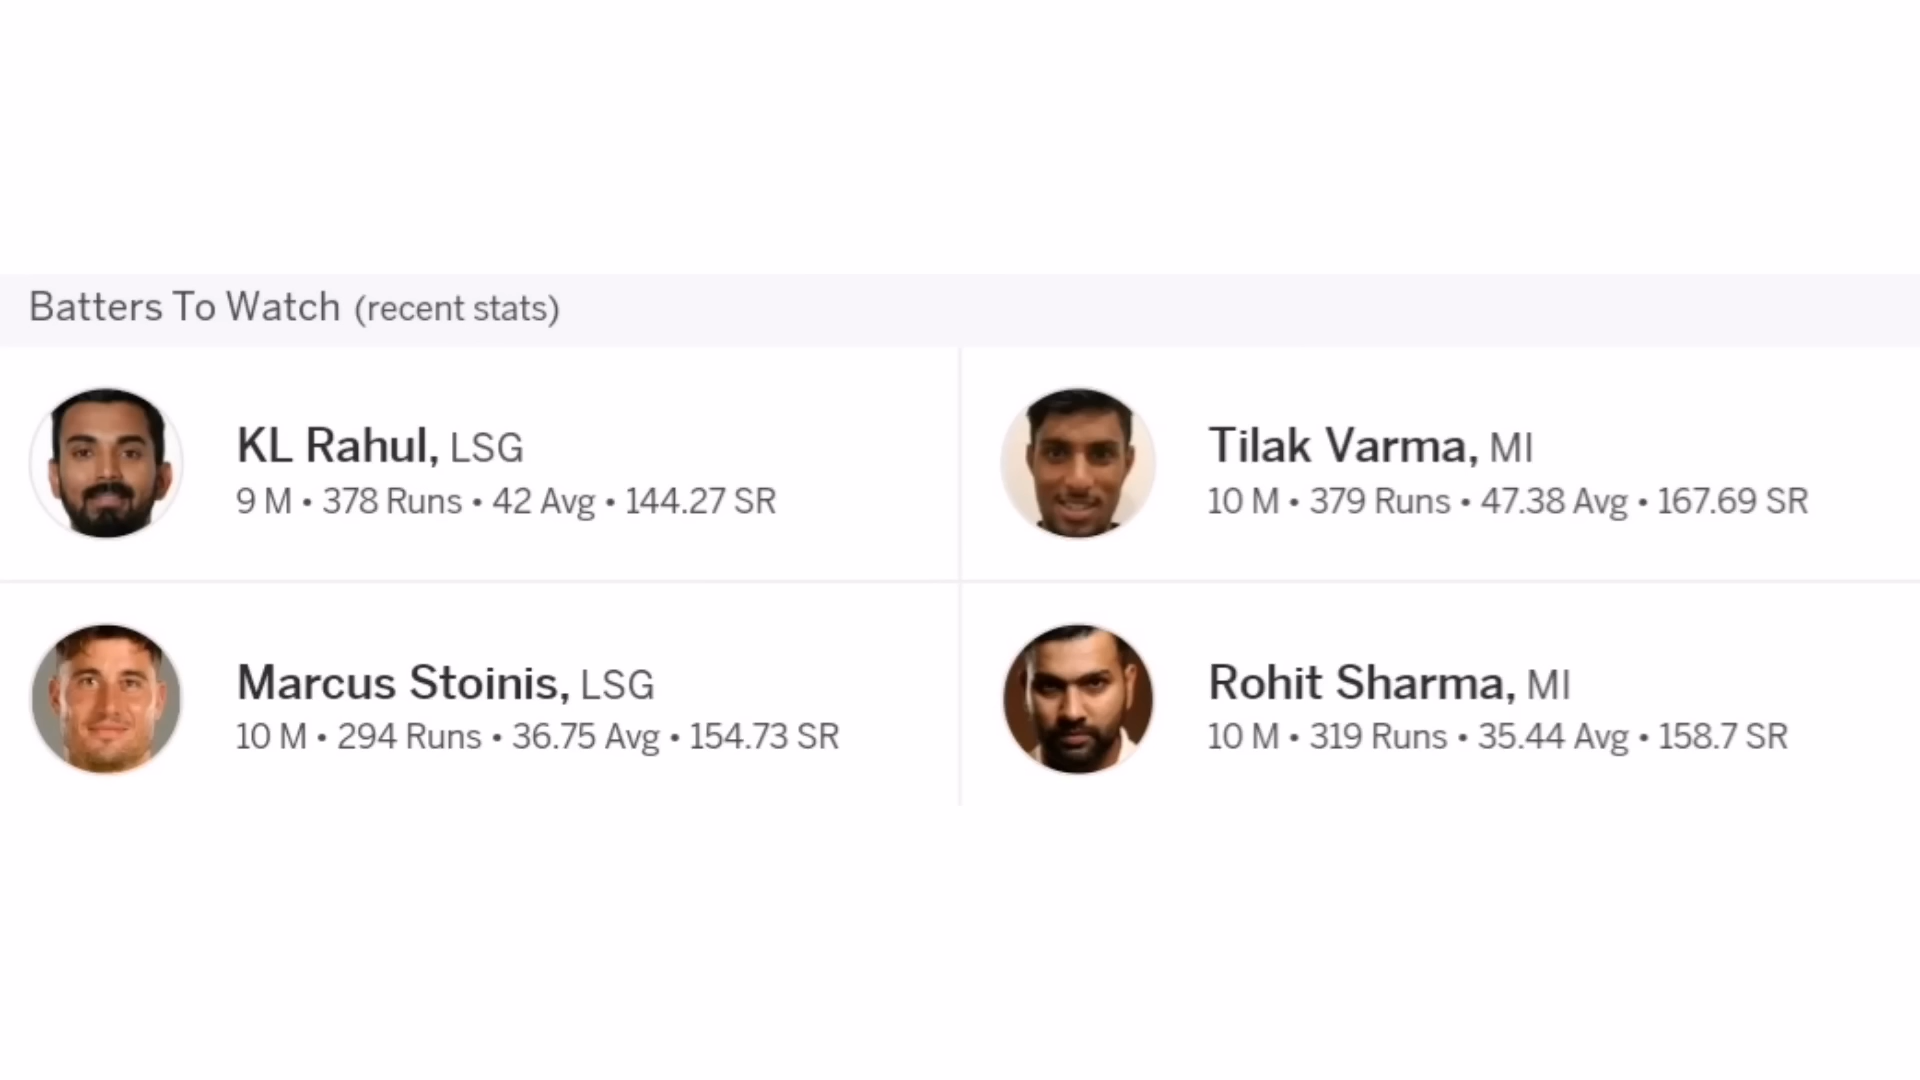 Batters To Watch (recent stats)
KL Rahul, LSG
9 M • 378 Runs • 42 Avg • 144.27 SR
Tilak Varma, MI
10 M • 379 Runs • 47.38 Avg • 167.69 SR
Marcus Stoinis, LSG
10 M • 294 Runs • 36.75 Avg • 154.73 SR
Rohit Sharma, MI
10 M • 319 Runs • 35.44 Avg • 158.7 SR